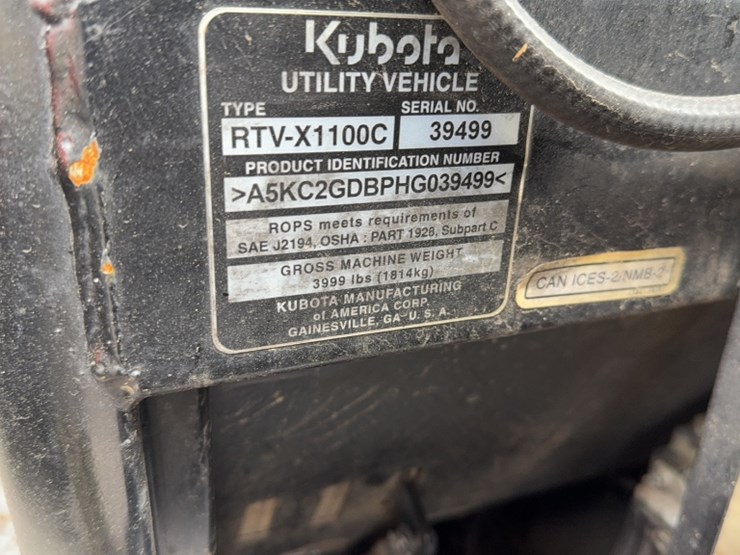 Kubota
UTILITY VEHICLE
TYPE SERIAL NO.
RTV-X1100C 39499
PRODUCT IDENTIFICATION NUMBER
>A5KC2GDBPHG039499<
ROPS meets requirements of
SAE J2194, OSHA : PART 1928, Subpart C
GROSS MACHINE WEIGHT
3999 lbs (1814kg)
KUBOTA MANUFACTURING
of AMERICA CORP.
GAINESVILLE, GA U. S. A.
CAN ICES-2/NMB-2